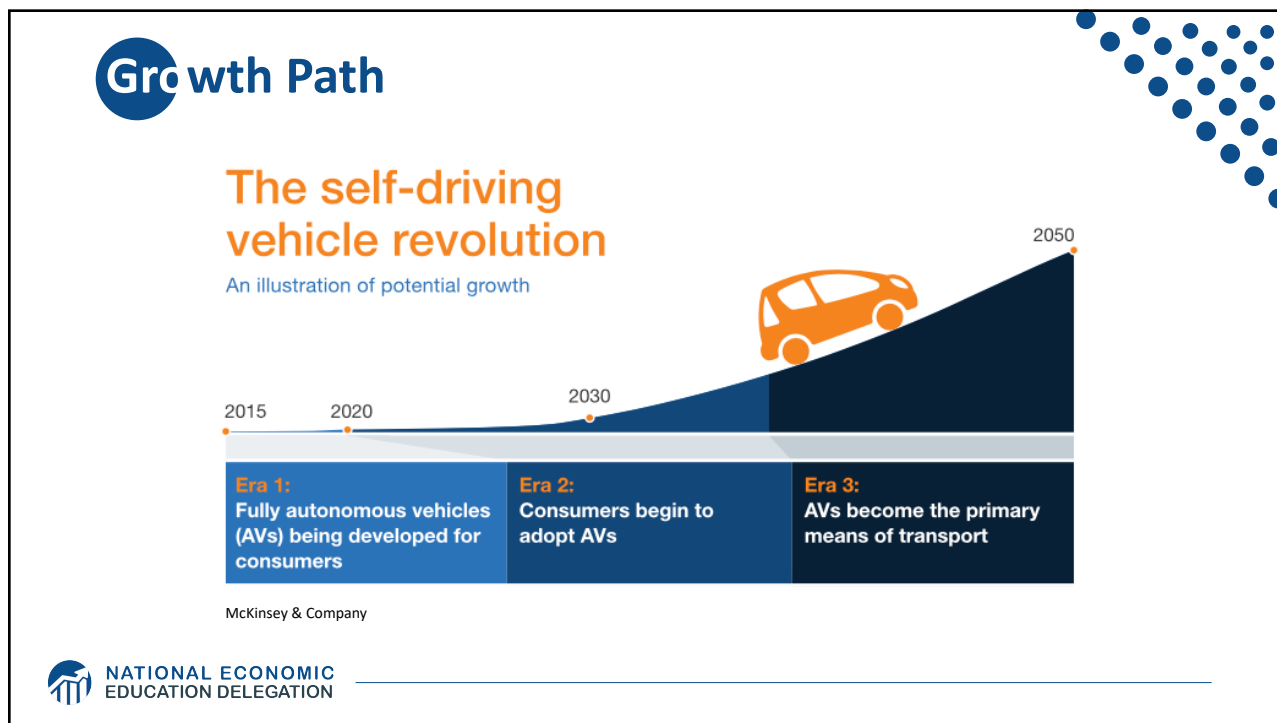 Growth Path
The self-driving
vehicle revolution
An illustration of potential growth
2015
2020
2030
2050
Era 1:
Fully autonomous vehicles
(AVs) being developed for
consumers
Era 2:
Consumers begin to
adopt AVs
Era 3:
AVs become the primary
means of transport
McKinsey & Company
NATIONAL ECONOMIC
EDUCATION DELEGATION